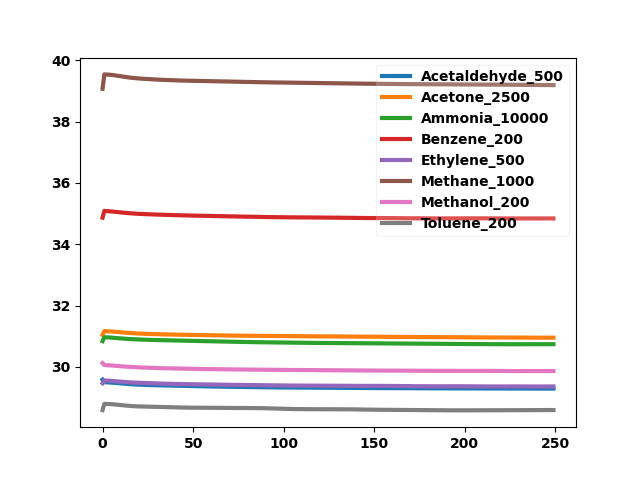 40
38
36
34
32
30
0
50
100
150
200
250
Acetaldehyde_500
Acetone_2500
Ammonia_10000
Benzene_200
Ethylene_500
Methane_1000
Methanol_200
Toluene_200